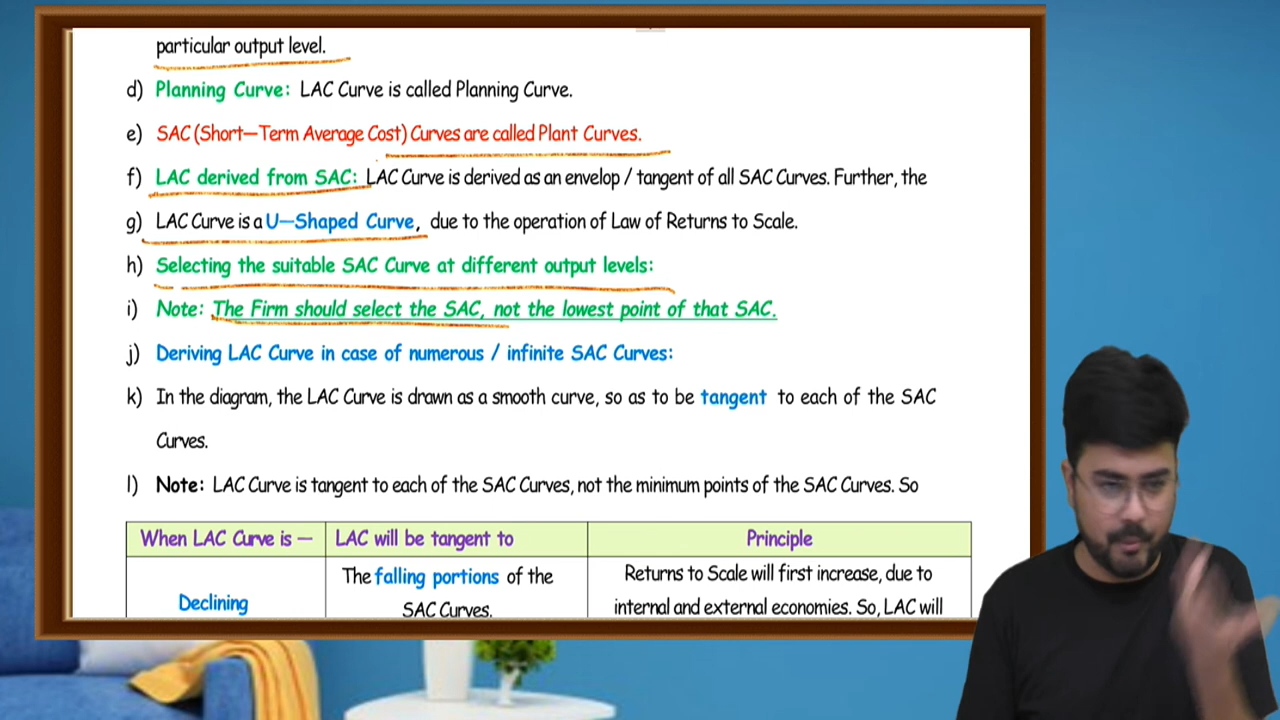 particular output level.
d) Planning Curve: LAC Curve is called Planning Curve.
e) SAC (Short—Term Average Cost) Curves are called Plant Curves.
f) LAC derived from SAC: LAC Curve is derived as an envelop / tangent of all SAC Curves. Further, the
g) LAC Curve is a U—Shaped Curve, due to the operation of Law of Returns to Scale.
h) Selecting the suitable SAC Curve at different output levels:
i) Note: The Firm should select the SAC, not the lowest point of that SAC.
j) Deriving LAC Curve in case of numerous / infinite SAC Curves:
k) In the diagram, the LAC Curve is drawn as a smooth curve, so as to be tangent to each of the SAC
Curves.
l) Note: LAC Curve is tangent to each of the SAC Curves, not the minimum points of the SAC Curves. So
When LAC Curve is — LAC will be tangent to Principle
Declining
The falling portions of the
SAC Curves.
Returns to Scale will first increase, due to
internal and external economies. So, LAC will